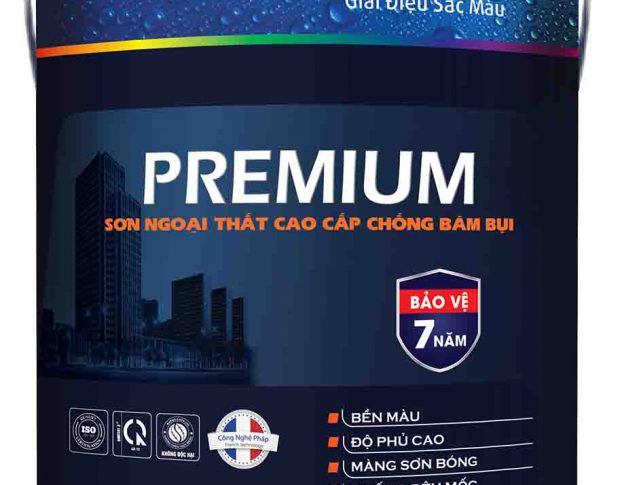 Giai Điệu Sắc Màu
PREMIUM
SƠN NGOẠI THẤT CAO CẤP CHỐNG BÁM BỤI
BẢO VỆ
7 NĂM
ISO
KHÔNG ĐỘC HẠI
Công Nghệ Pháp
French technology
BỀN MÀU
ĐỘ PHỦ CAO
MÀNG SƠN BÓNG